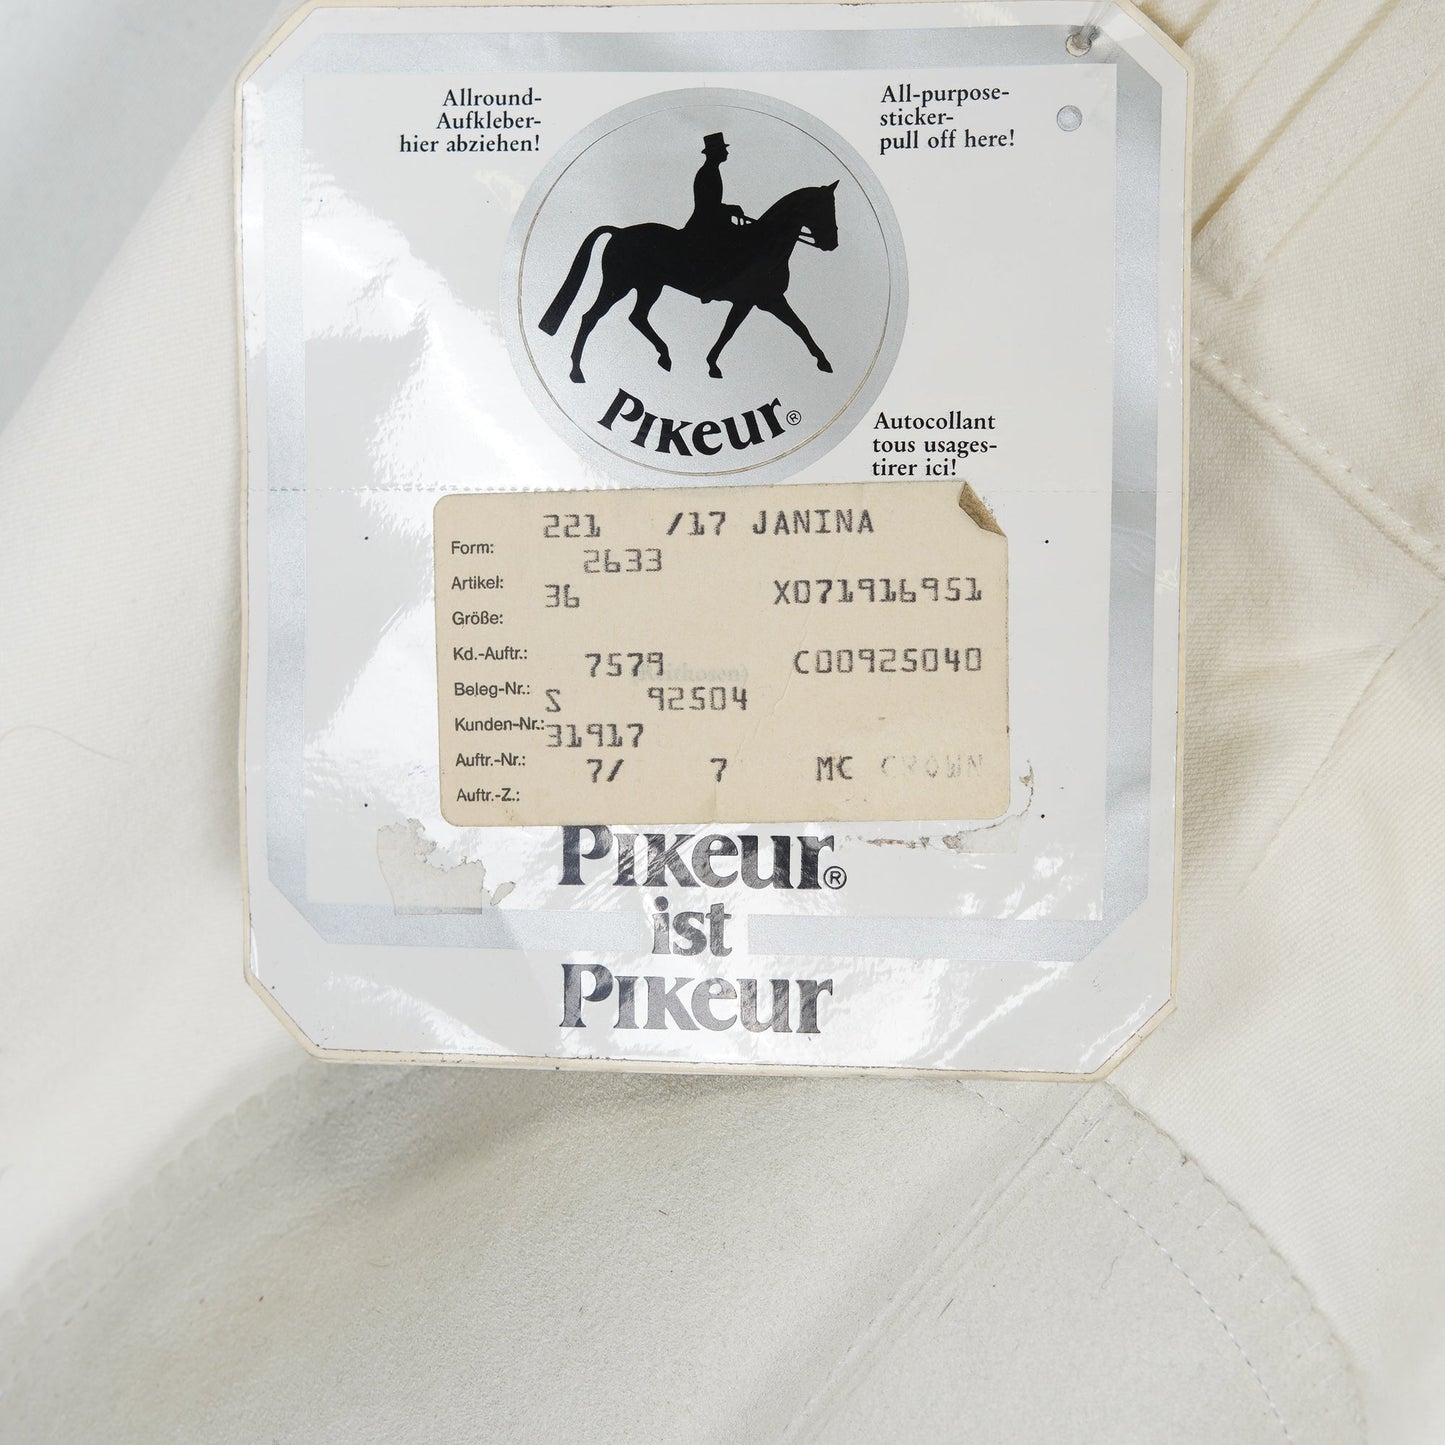 Allround-
Aufkleber-
hier abziehen!
All-purpose-
sticker-
pull off here!
PIKEUR®
Autocollant
tous usages-
tirer ici!
221 /17 JANINA
Form:
2633
Artikel:
36 X071916951
Größe:
Kd.-Auftr.:
7579 C00925040
Beleg-Nr.:
S 92504
Kunden-Nr.:
31917
Auftr.-Nr.:
7/ 7 MC CROWN
Auftr.-Z.:
PIKEUR®
ist
PIKEUR